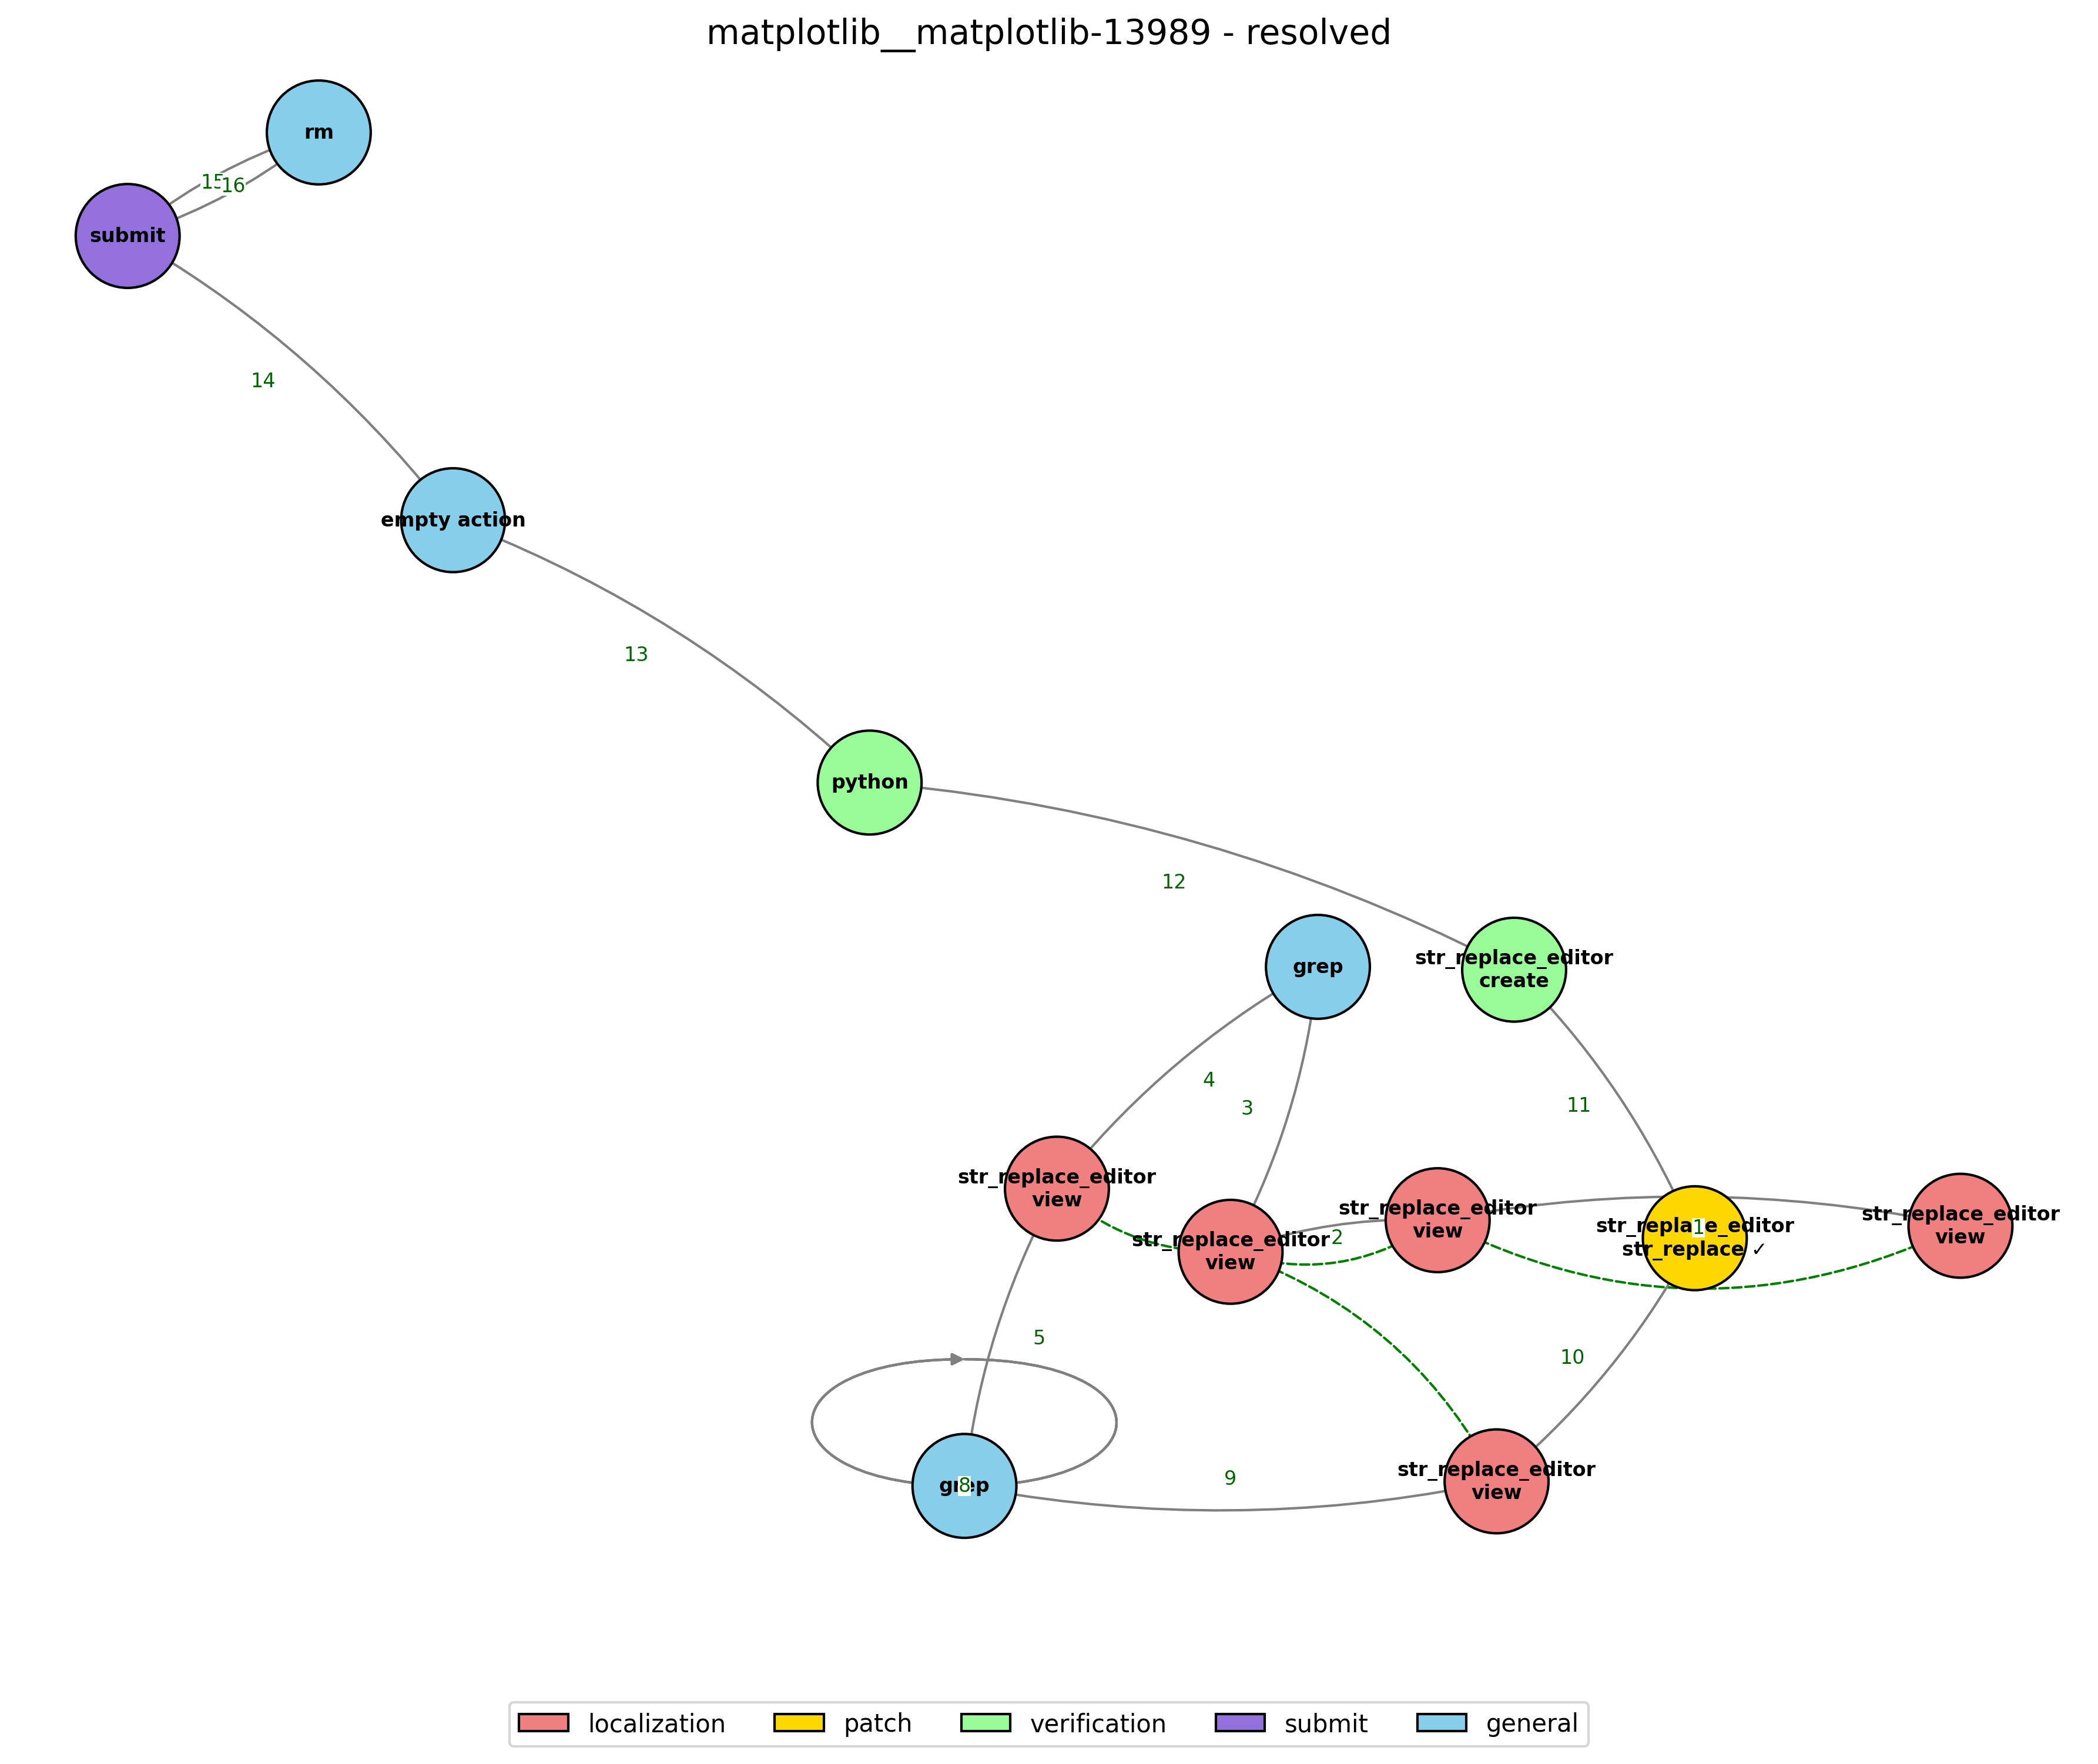 matplotlib__matplotlib-13989 - resolved
rm
15
16
submit
14
empty action
13
python
12
grep
str_replace_editor
create
4
3
11
str_replace_editor
view
str_replace_editor
view
2
str_replace_editor
view
str_replace_editor
str_replace ✓
1
str_replace_editor
view
5
10
grep
8
9
str_replace_editor
view
localization
patch
verification
submit
general